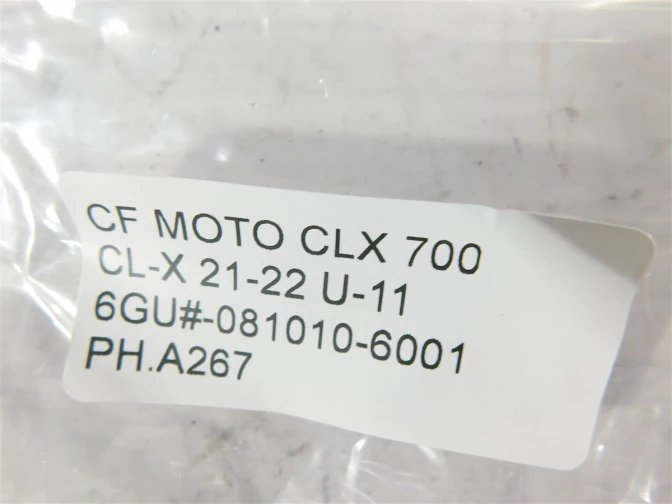 CF MOTO CLX 700
CL-X 21-22 U-11
6GU#-081010-6001
PH.A267